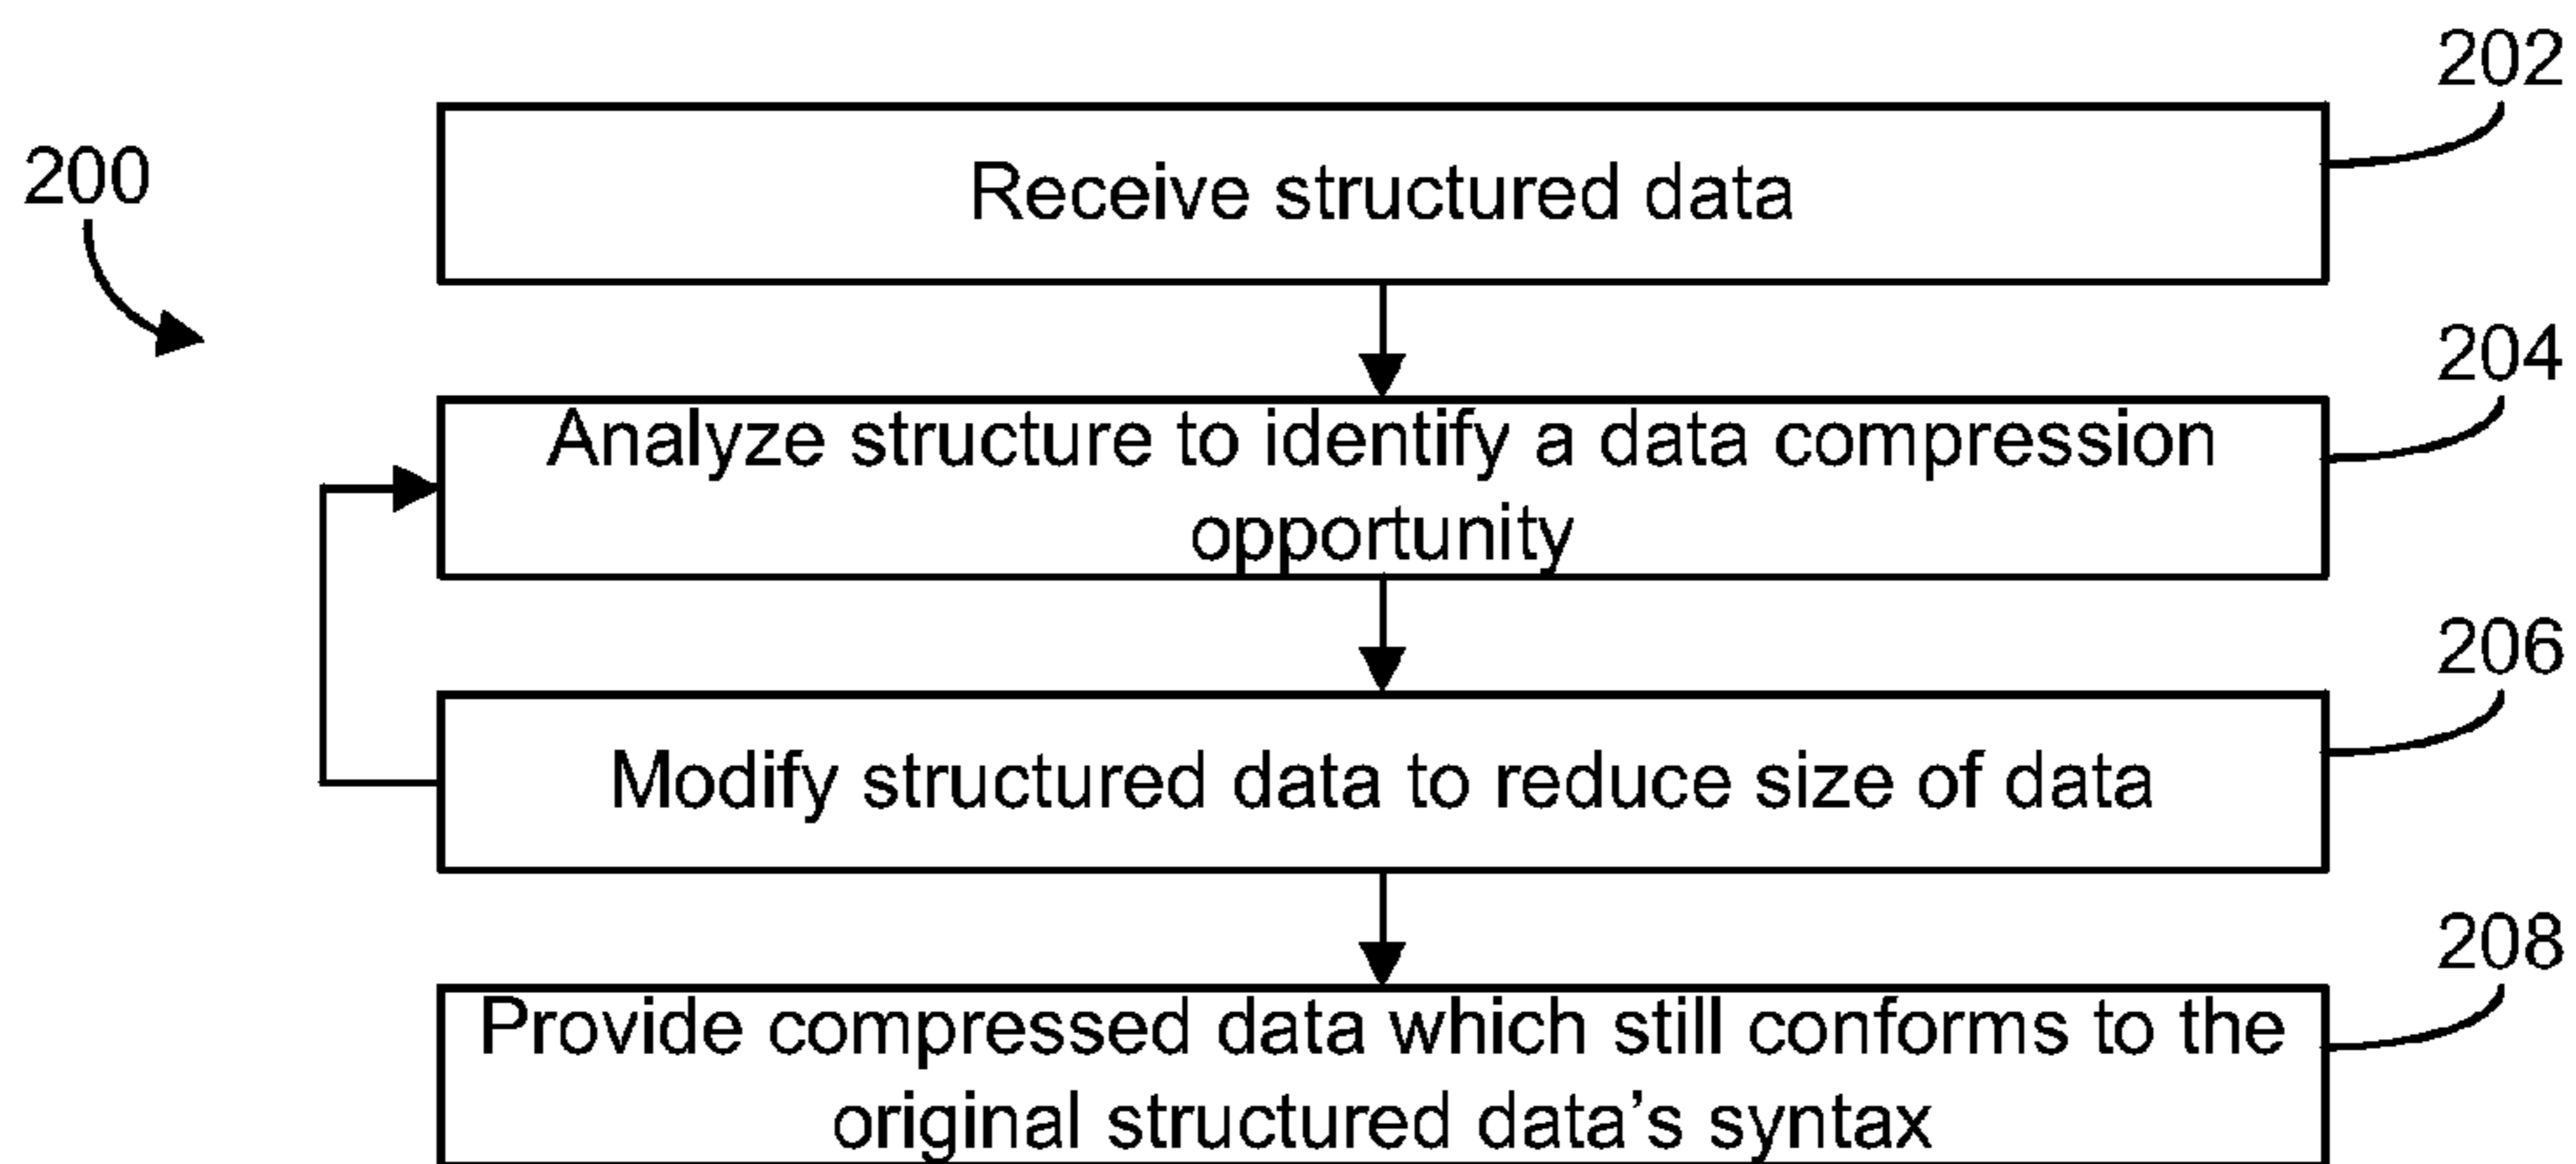 202
200
Receive structured data
204
Analyze structure to identify a data compression
opportunity
206
Modify structured data to reduce size of data
208
Provide compressed data which still conforms to the
original structured data’s syntax